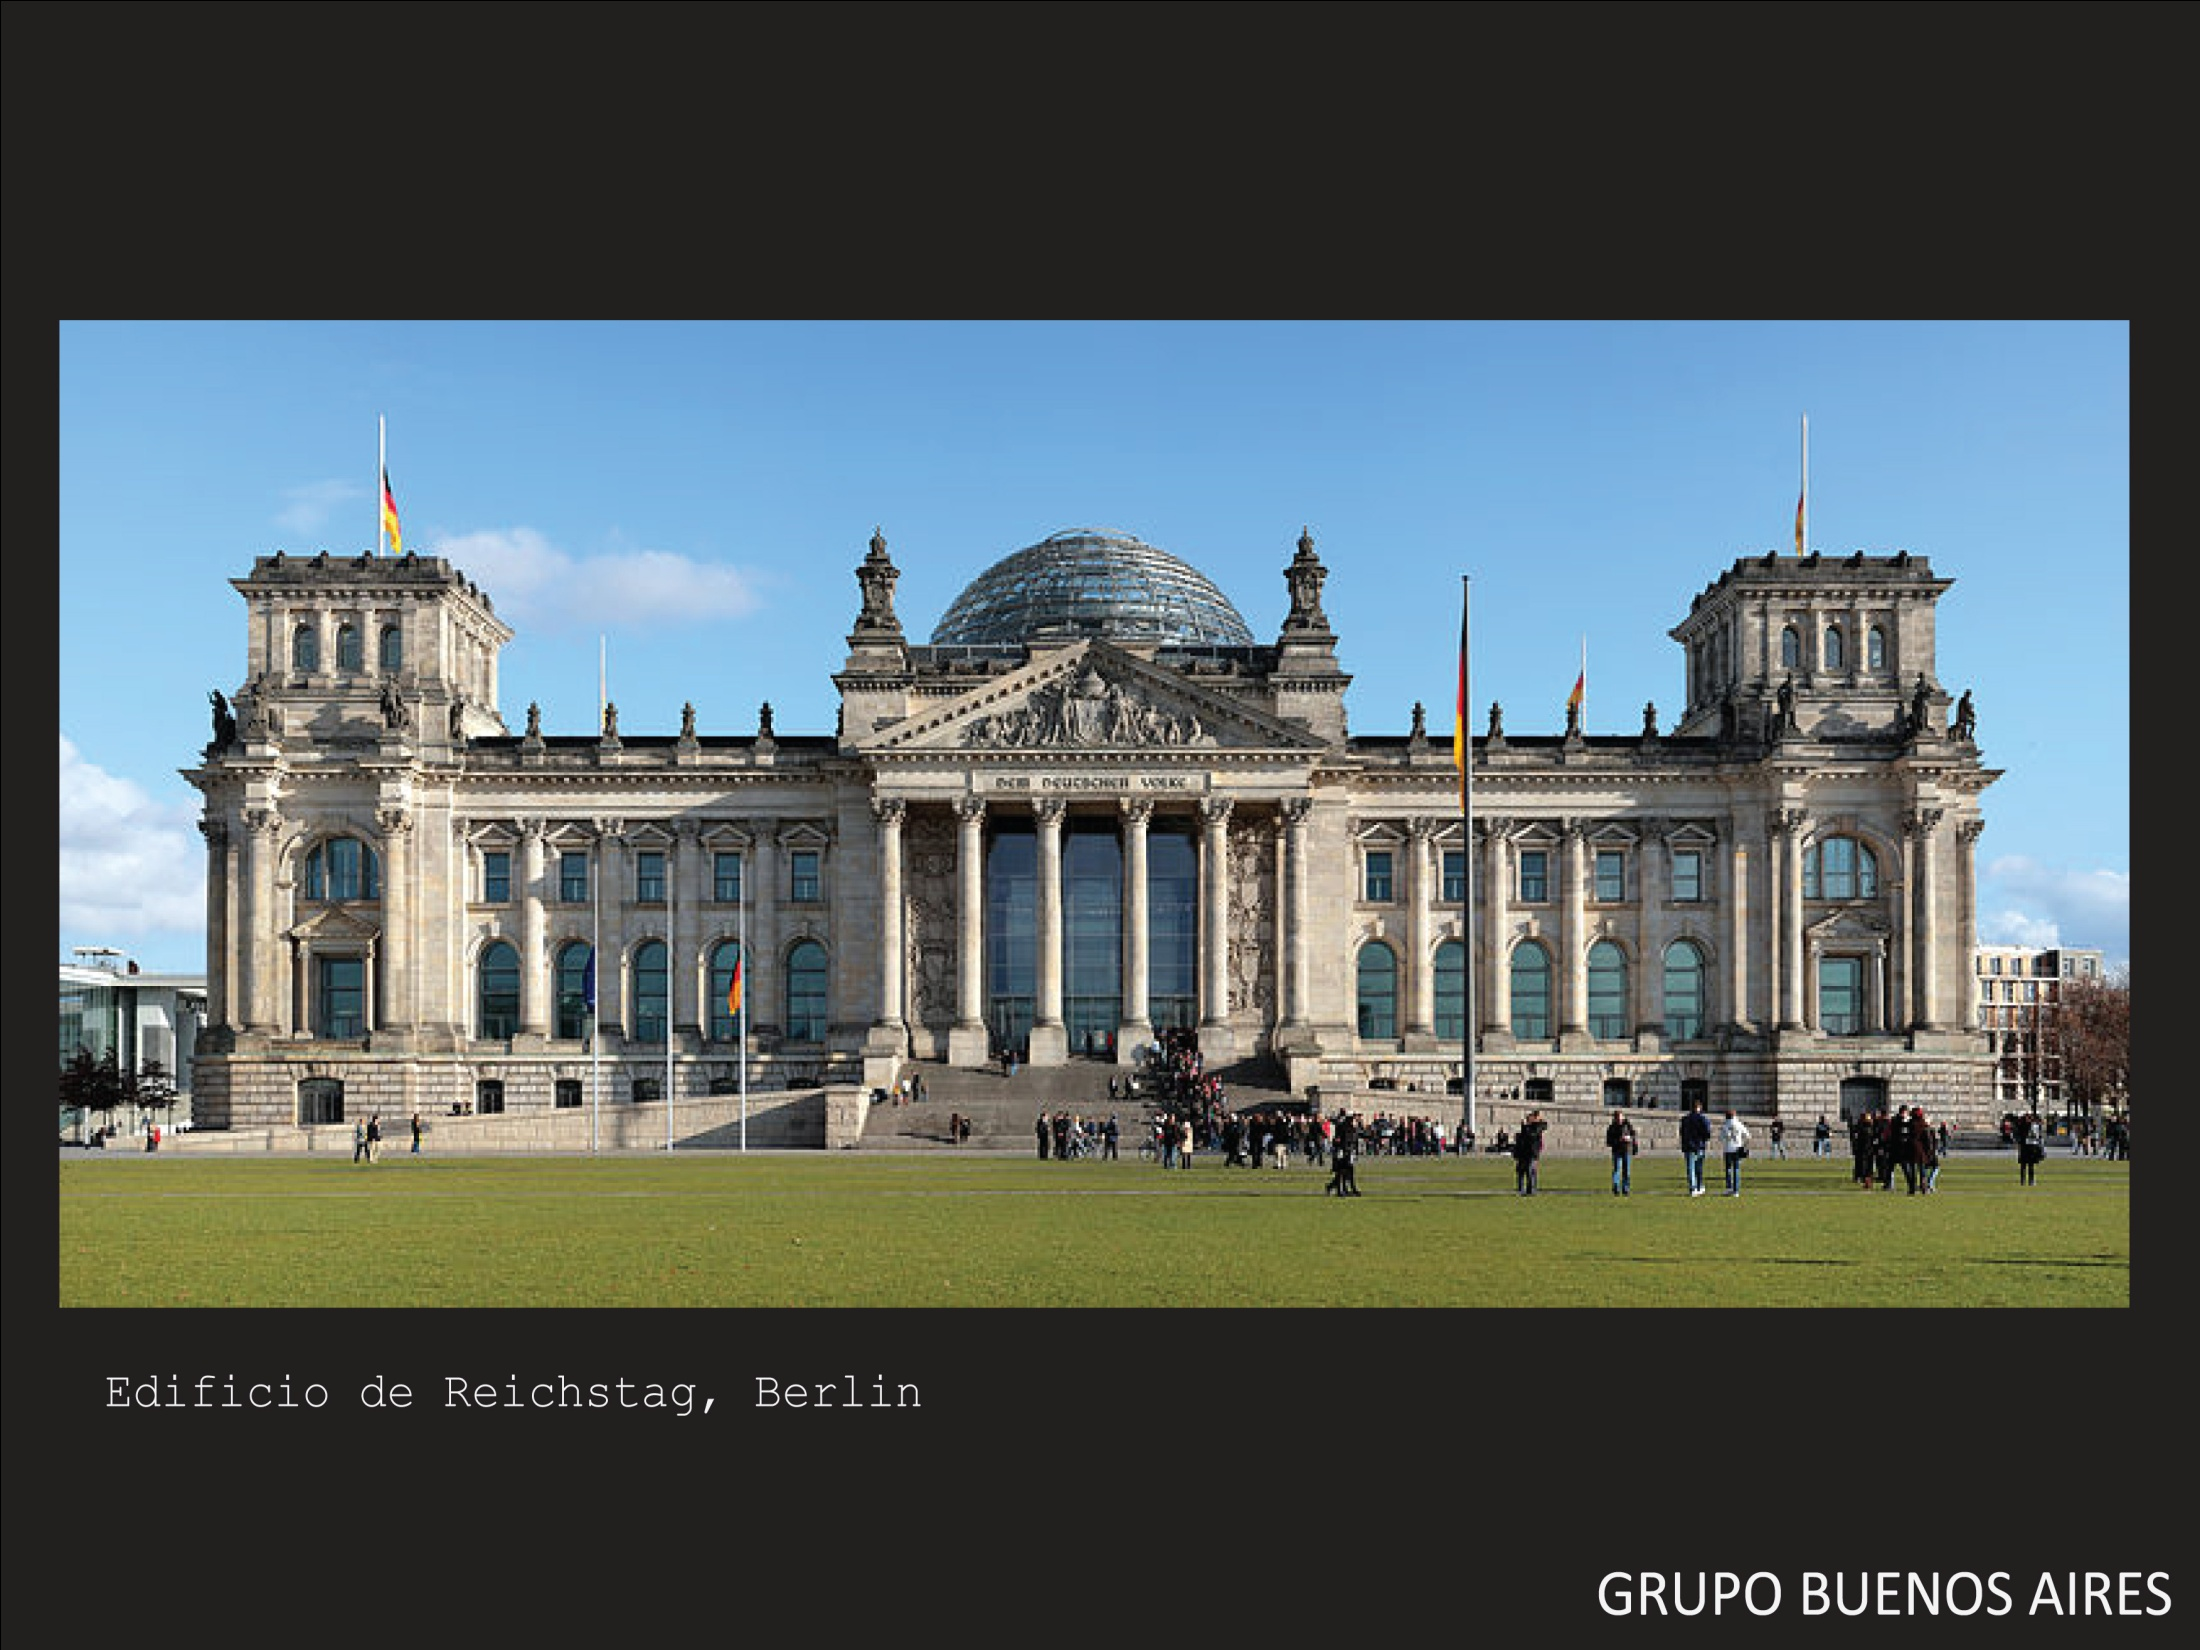 DEM DEUTSCHEN VOLKE
Edificio de Reichstag, Berlin
GRUPO BUENOS AIRES